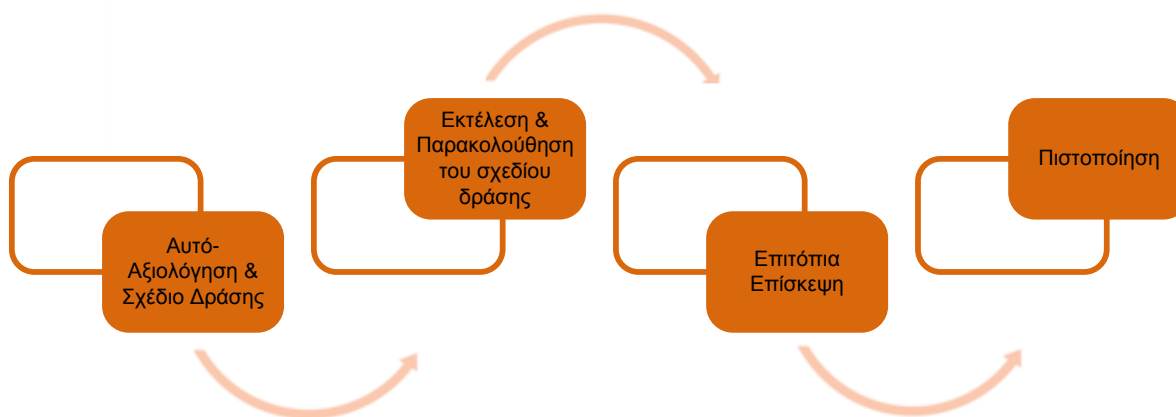 Αυτό-
Αξιολόγηση &
Σχέδιο Δράσης
Εκτέλεση &
Παρακολούθηση
του σχεδίου
δράσης
Επιτόπια
Επίσκεψη
Πιστοποίηση